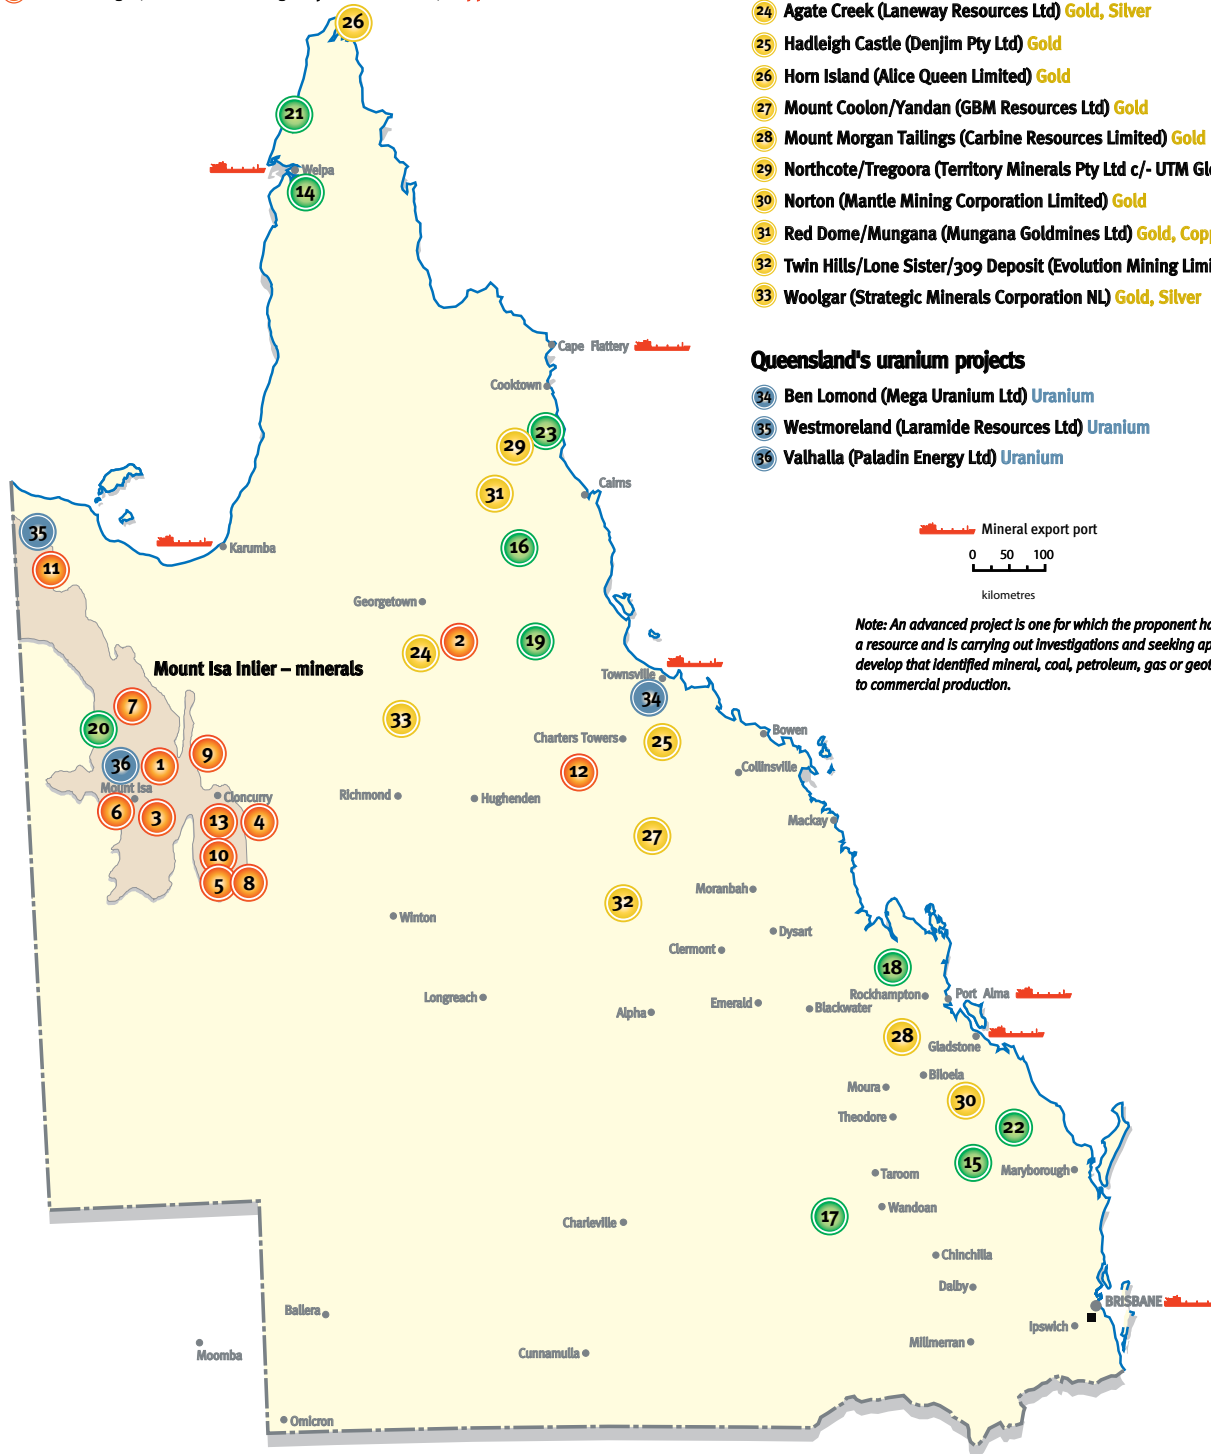 24 Agate Creek (Laneway Resources Ltd) Gold, Silver
25 Hadleigh Castle (Denjim Pty Ltd) Gold
26 Horn Island (Alice Queen Limited) Gold
27 Mount Coolon/Yandan (GBM Resources Ltd) Gold
28 Mount Morgan Tailings (Carbine Resources Limited) Gold
29 Northcote/Tregoora (Territory Minerals Pty Ltd c/- UTM
30 Norton (Mantle Mining Corporation Limited) Gold
31 Red Dome/Mungana (Mungana Goldmines Ltd) Gold,
32 Twin Hills/Lone Sister/309 Deposit (Evolution Mining
33 Woolgar (Strategic Minerals Corporation NL) Gold, Silver
Queensland's uranium projects
34 Ben Lomond (Mega Uranium Ltd) Uranium
35 Westmoreland (Laramide Resources Ltd) Uranium
36 Valhalla (Paladin Energy Ltd) Uranium
Mineral export port
0 50 100
kilometres
Note: An advanced project is one for which the proponent
a resource and is carrying out investigations and seeking
develop that identified mineral, coal, petroleum, gas or
to commercial production.
26
21
Weipa
14
Cape Flattery
Cooktown
23
29
31
Cairns
35
16
Karumba
11
Georgetown
2
19
24
Mount Isa Inlier – minerals
Townsville
34
7
33
20
Charters Towers
25
Bowen
9
36
1
12
Collinsville
Mount Isa
Cloncurry
Richmond
Hughenden
6
3
13
4
Mackay
27
10
5
8
Moranbah
32
Winton
Dysart
Clermont
18
Longreach
Rockhampton
Port Alma
Emerald
Blackwater
Alpha
28
Gladstone
Biloela
Moura
30
Theodore
22
15
Maryborough
Taroom
17
Wandoan
Charleville
Chinchilla
Dalby
BRISBANE
Ballera
Ipswich
Millmerran
Moomba
Cunnamulla
Omicron